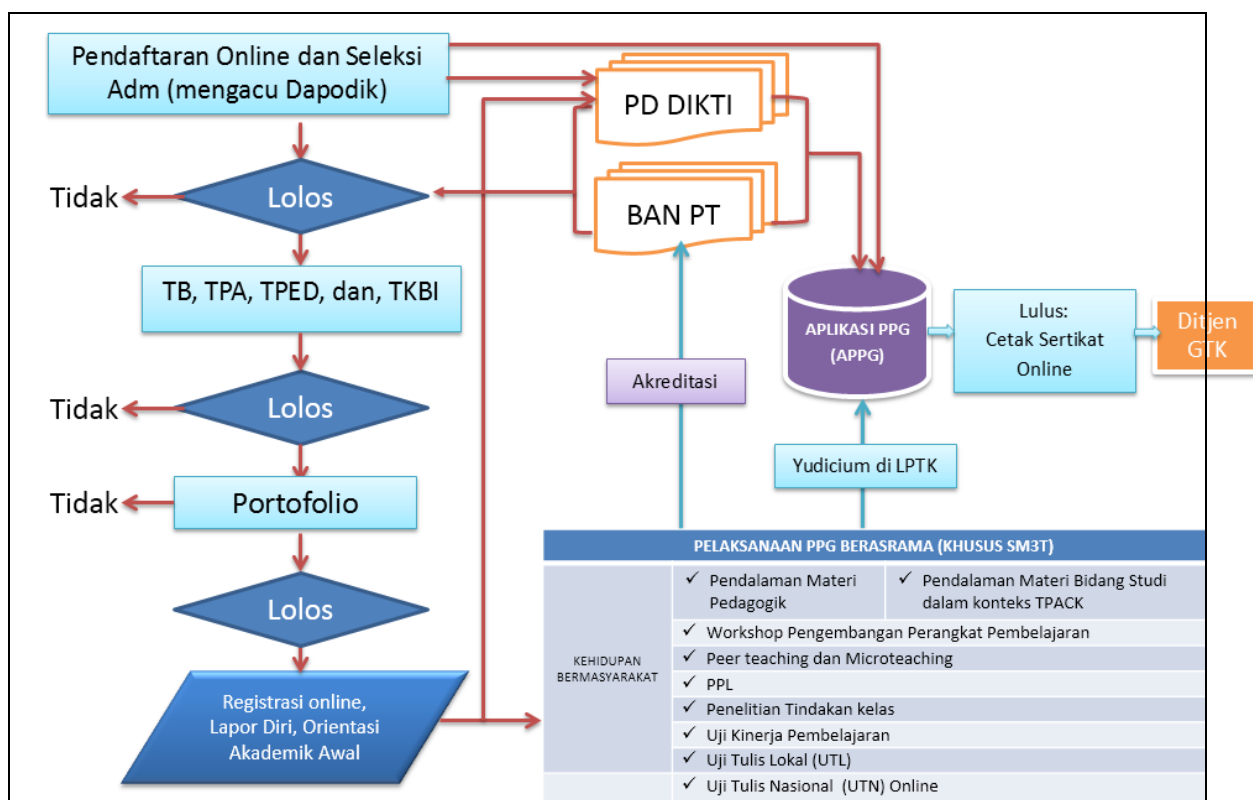 Pendaftaran Online dan Seleksi
Adm (mengacu Dapodik)
PD DIKTI
Tidak
Lolos
BAN PT
TB, TPA, TPED, dan, TKBI
APLIKASI PPG
(APPG)
Lulus:
Cetak Sertikat
Online
Ditjen
GTK
Akreditasi
Tidak
Lolos
Yudicium di LPTK
Tidak
Portofolio
Lolos
Registrasi online,
Lapor Diri, Orientasi
Akademik Awal
PELAKSANAAN PPG BERASRAMA (KHUSUS SM3T)
KEHIDUPAN
BERMASYARAKAT
✓ Pendalaman Materi
Pedagogik
✓ Pendalaman Materi Bidang Studi
dalam konteks TPACK
✓ Workshop Pengembangan Perangkat Pembelajaran
✓ Peer teaching dan Microteaching
✓ PPL
✓ Penelitian Tindakan kelas
✓ Uji Kinerja Pembelajaran
✓ Uji Tulis Lokal (UTL)
✓ Uji Tulis Nasional (UTN) Online